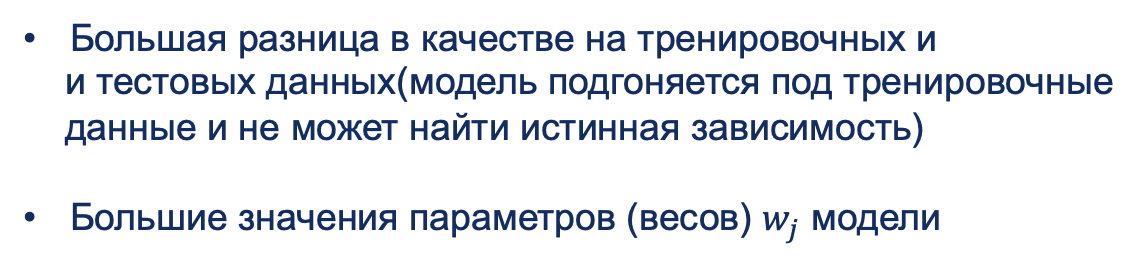 • Большая разница в качестве на тренировочных и
и тестовых данных(модель подгоняется под тренировочные
данные и не может найти истинная зависимость)
• Большие значения параметров (весов) w_j модели